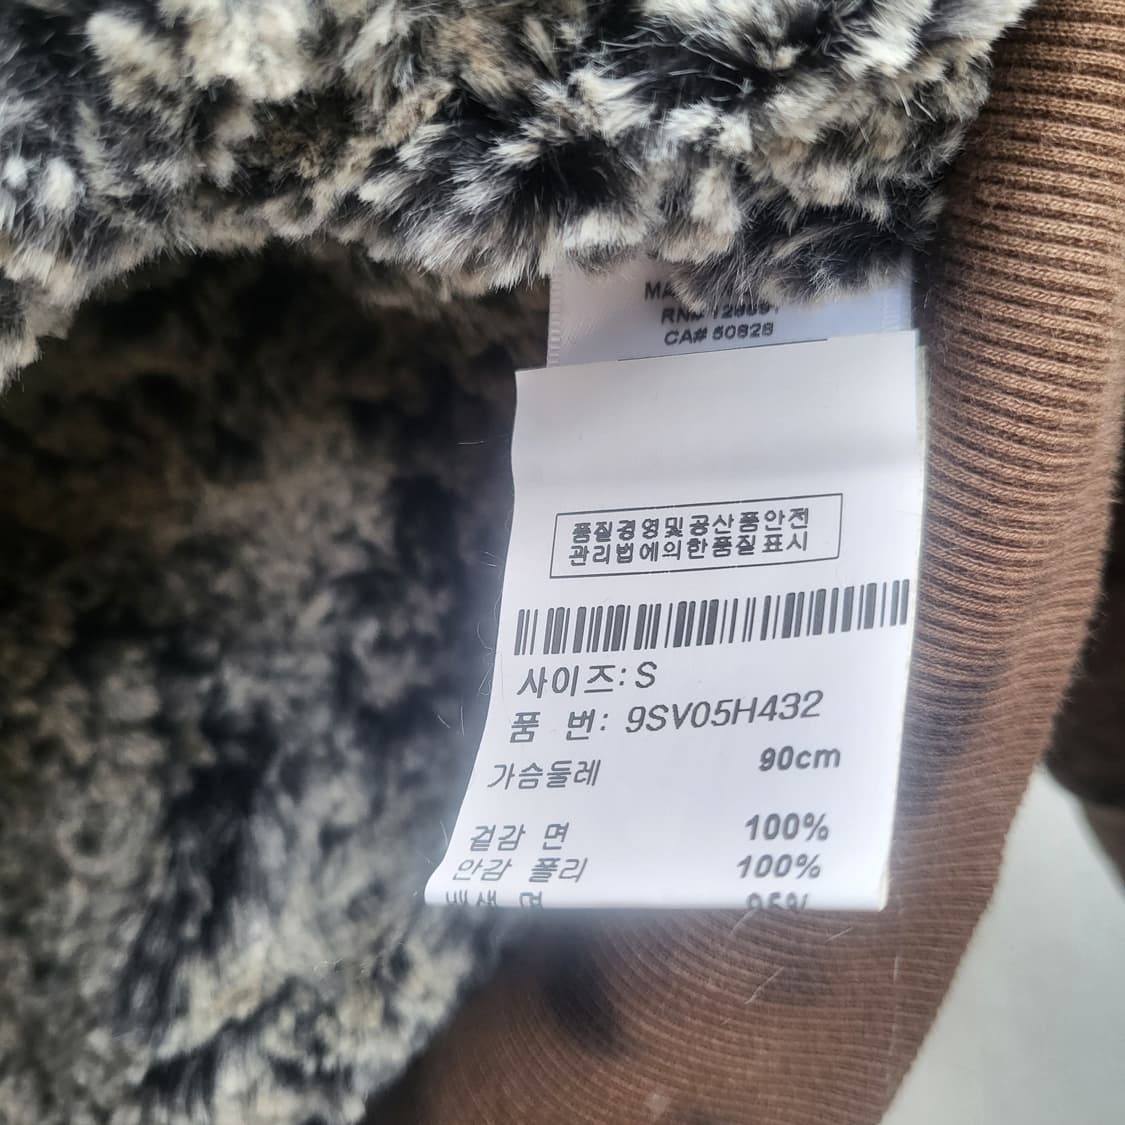 CA# 50828
품질경영및공산품안전
관리법에의한품질표시
사이즈: S
품 번: 9SV05H432
가슴둘레 90cm
겉감 면 100%
안감 폴리 100%